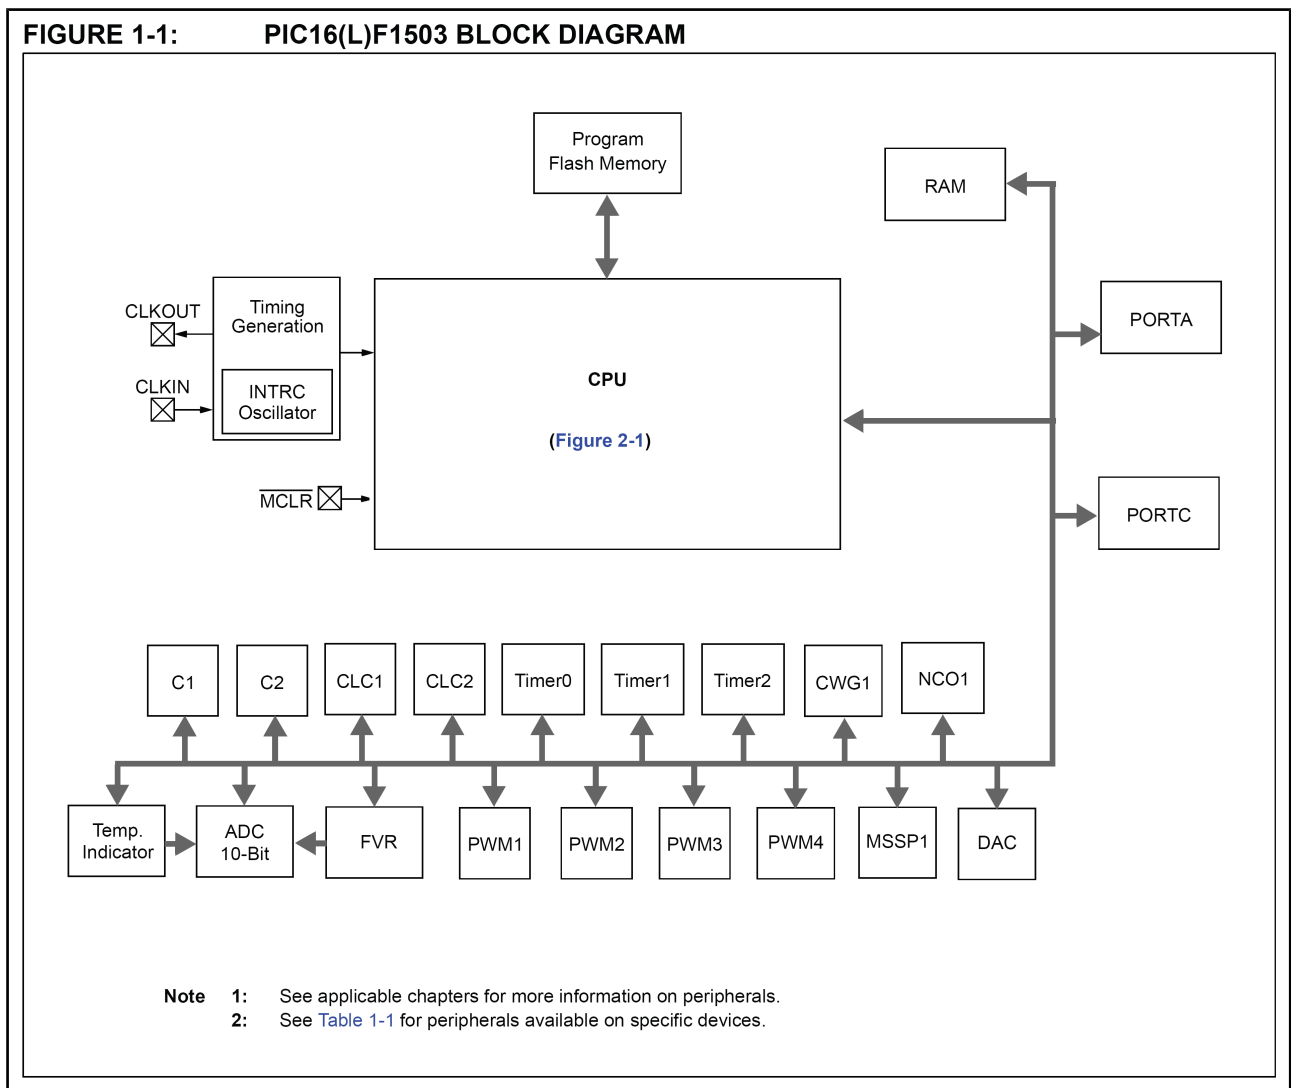 FIGURE 1-1: PIC16(L)F1503 BLOCK DIAGRAM
Program
Flash Memory
RAM
CLKOUT
Timing
Generation
PORTA
CLKIN
INTRC
Oscillator
CPU
(Figure 2-1)
MCLR
PORTC
C1
C2
CLC1
CLC2
Timer0
Timer1
Timer2
CWG1
NCO1
Temp.
Indicator
ADC
10-Bit
FVR
PWM1
PWM2
PWM3
PWM4
MSSP1
DAC
Note 1: See applicable chapters for more information on peripherals.
2: See Table 1-1 for peripherals available on specific devices.